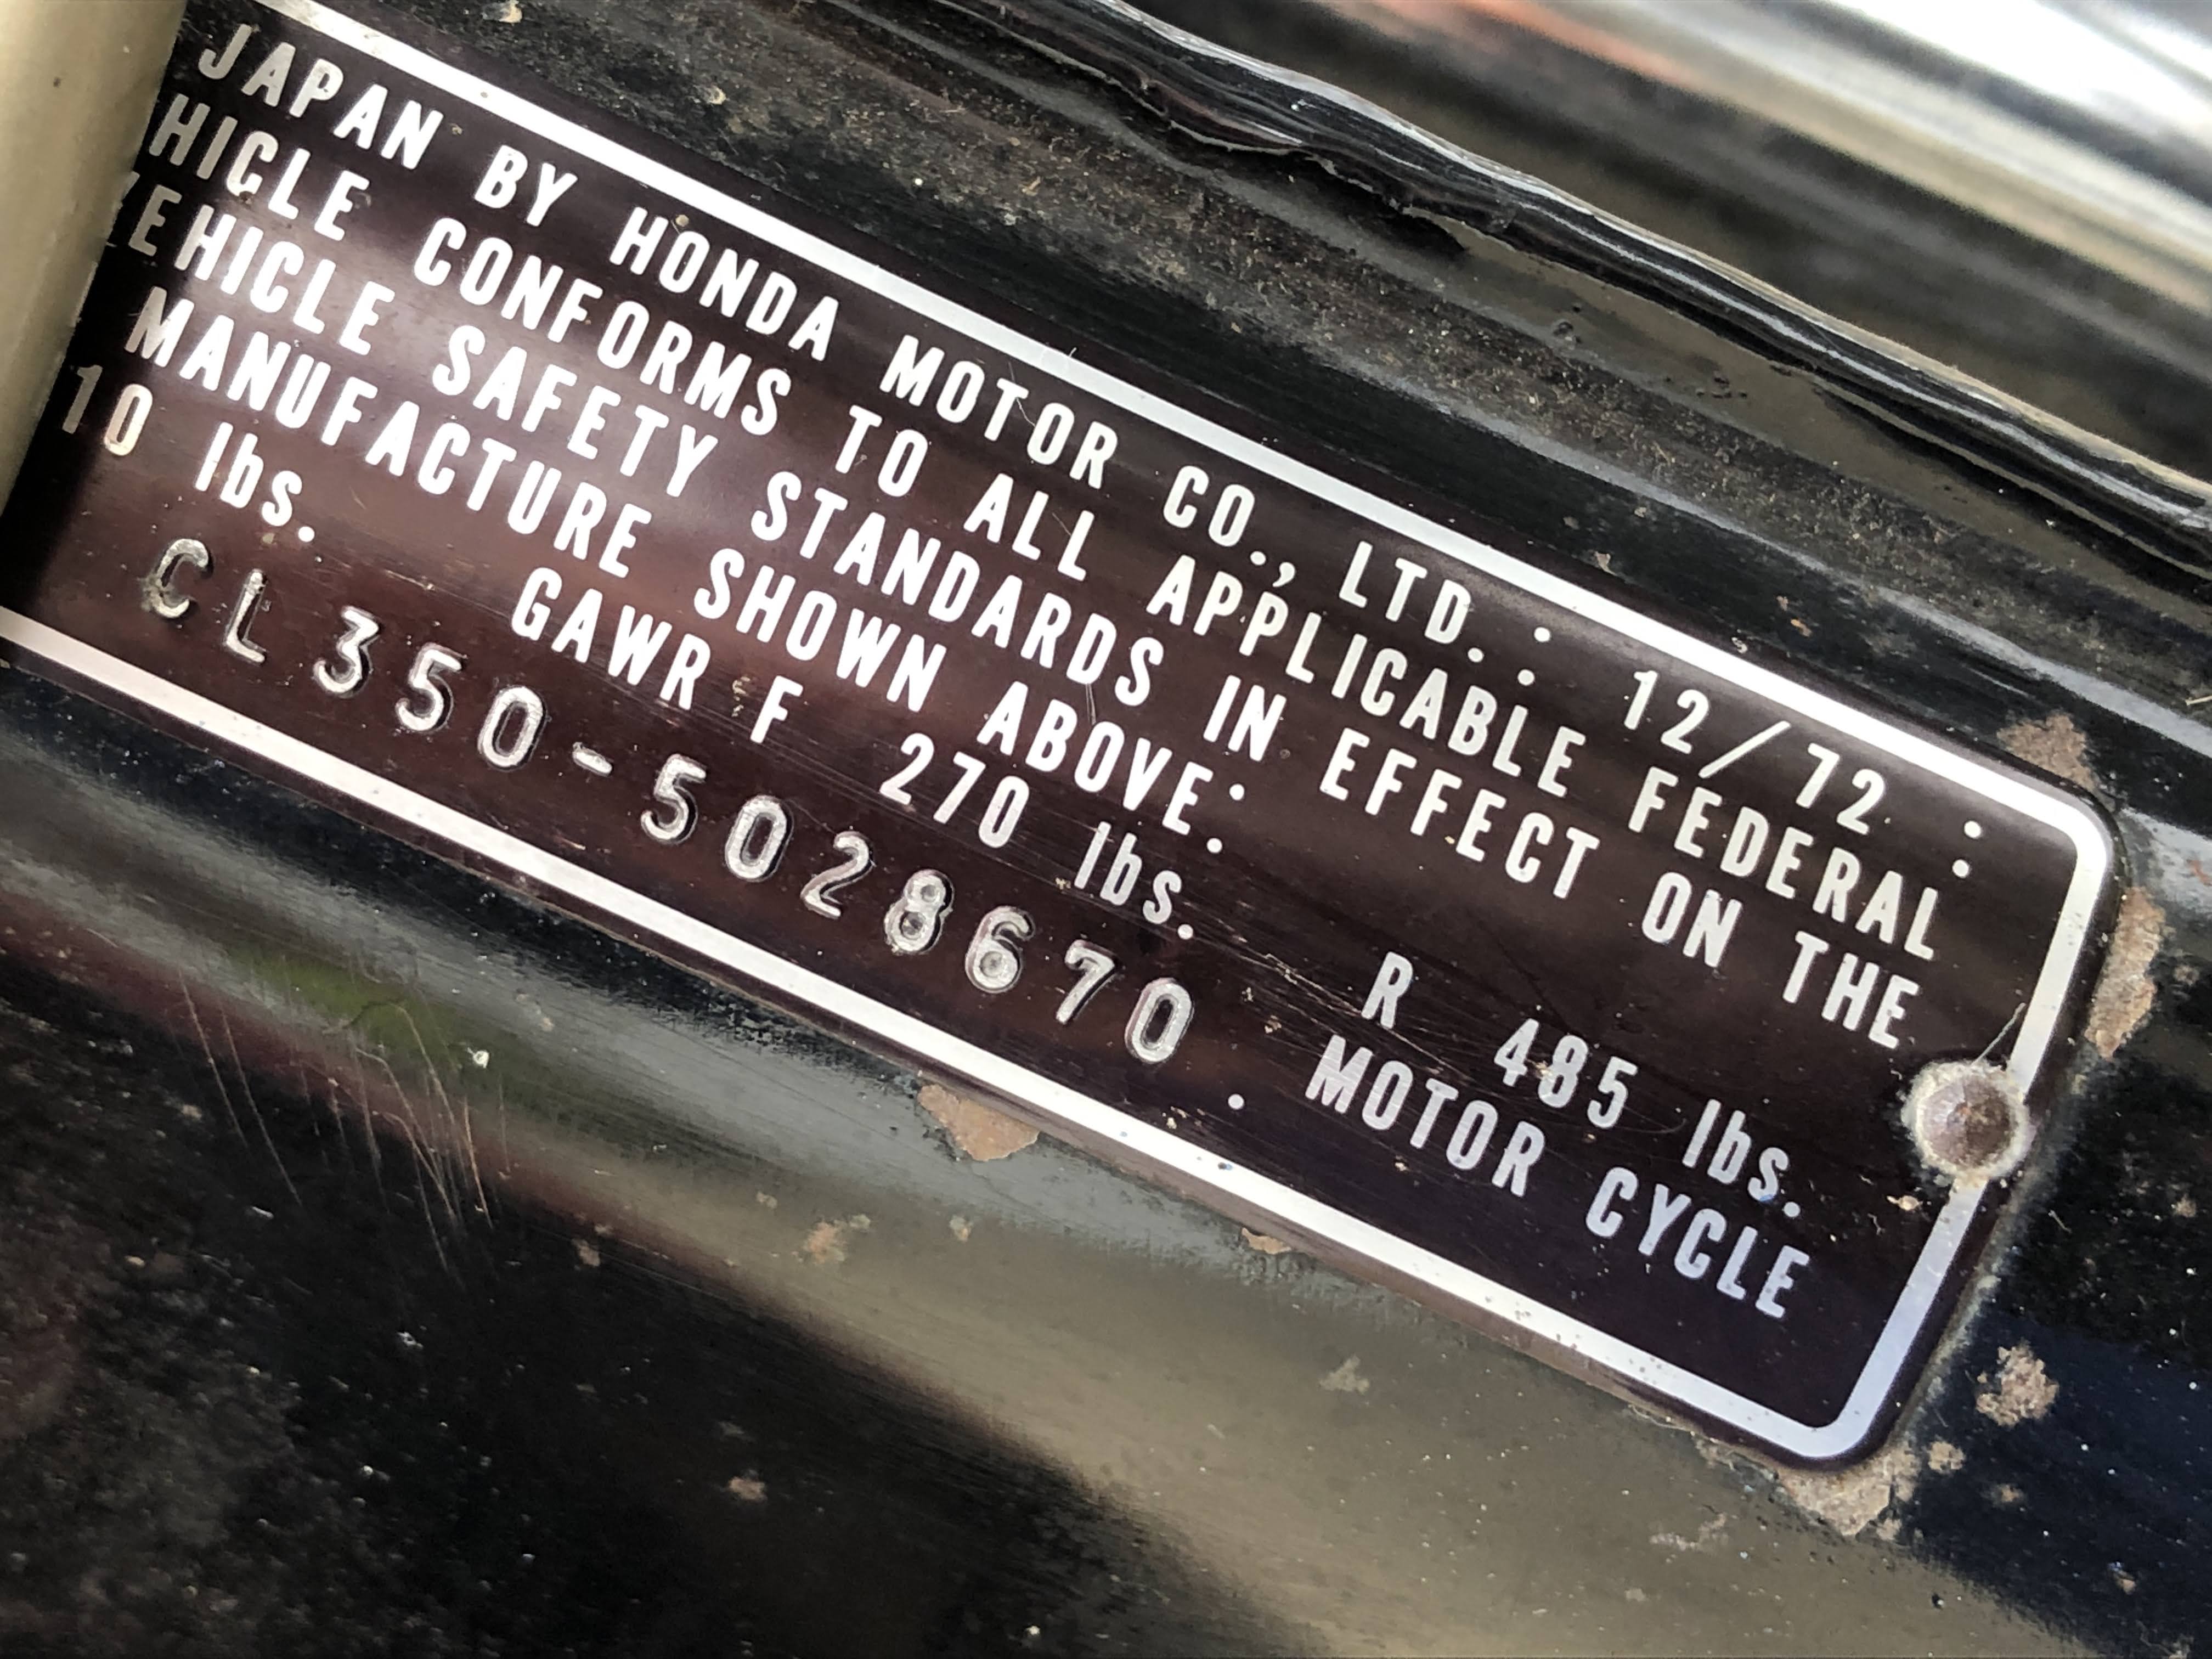 JAPAN BY HONDA MOTOR CO., LTD. : 12/72 :
HICLE CONFORMS TO ALL APPLICABLE FEDERAL
EHICLE SAFETY STANDARDS IN EFFECT ON THE
MANUFACTURE SHOWN ABOVE:
10 lbs. GAWR F 270 lbs. R 485 lbs.
CL350-5028670 . MOTOR CYCLE